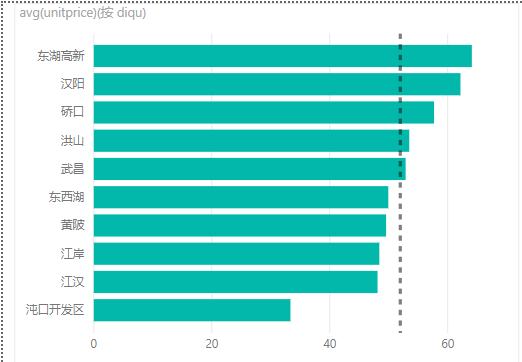 avg(unitprice)(按 diqu)
东湖高新
汉阳
硚口
洪山
武昌
东西湖
黄陂
江岸
江汉
沌口开发区
0 20 40 60